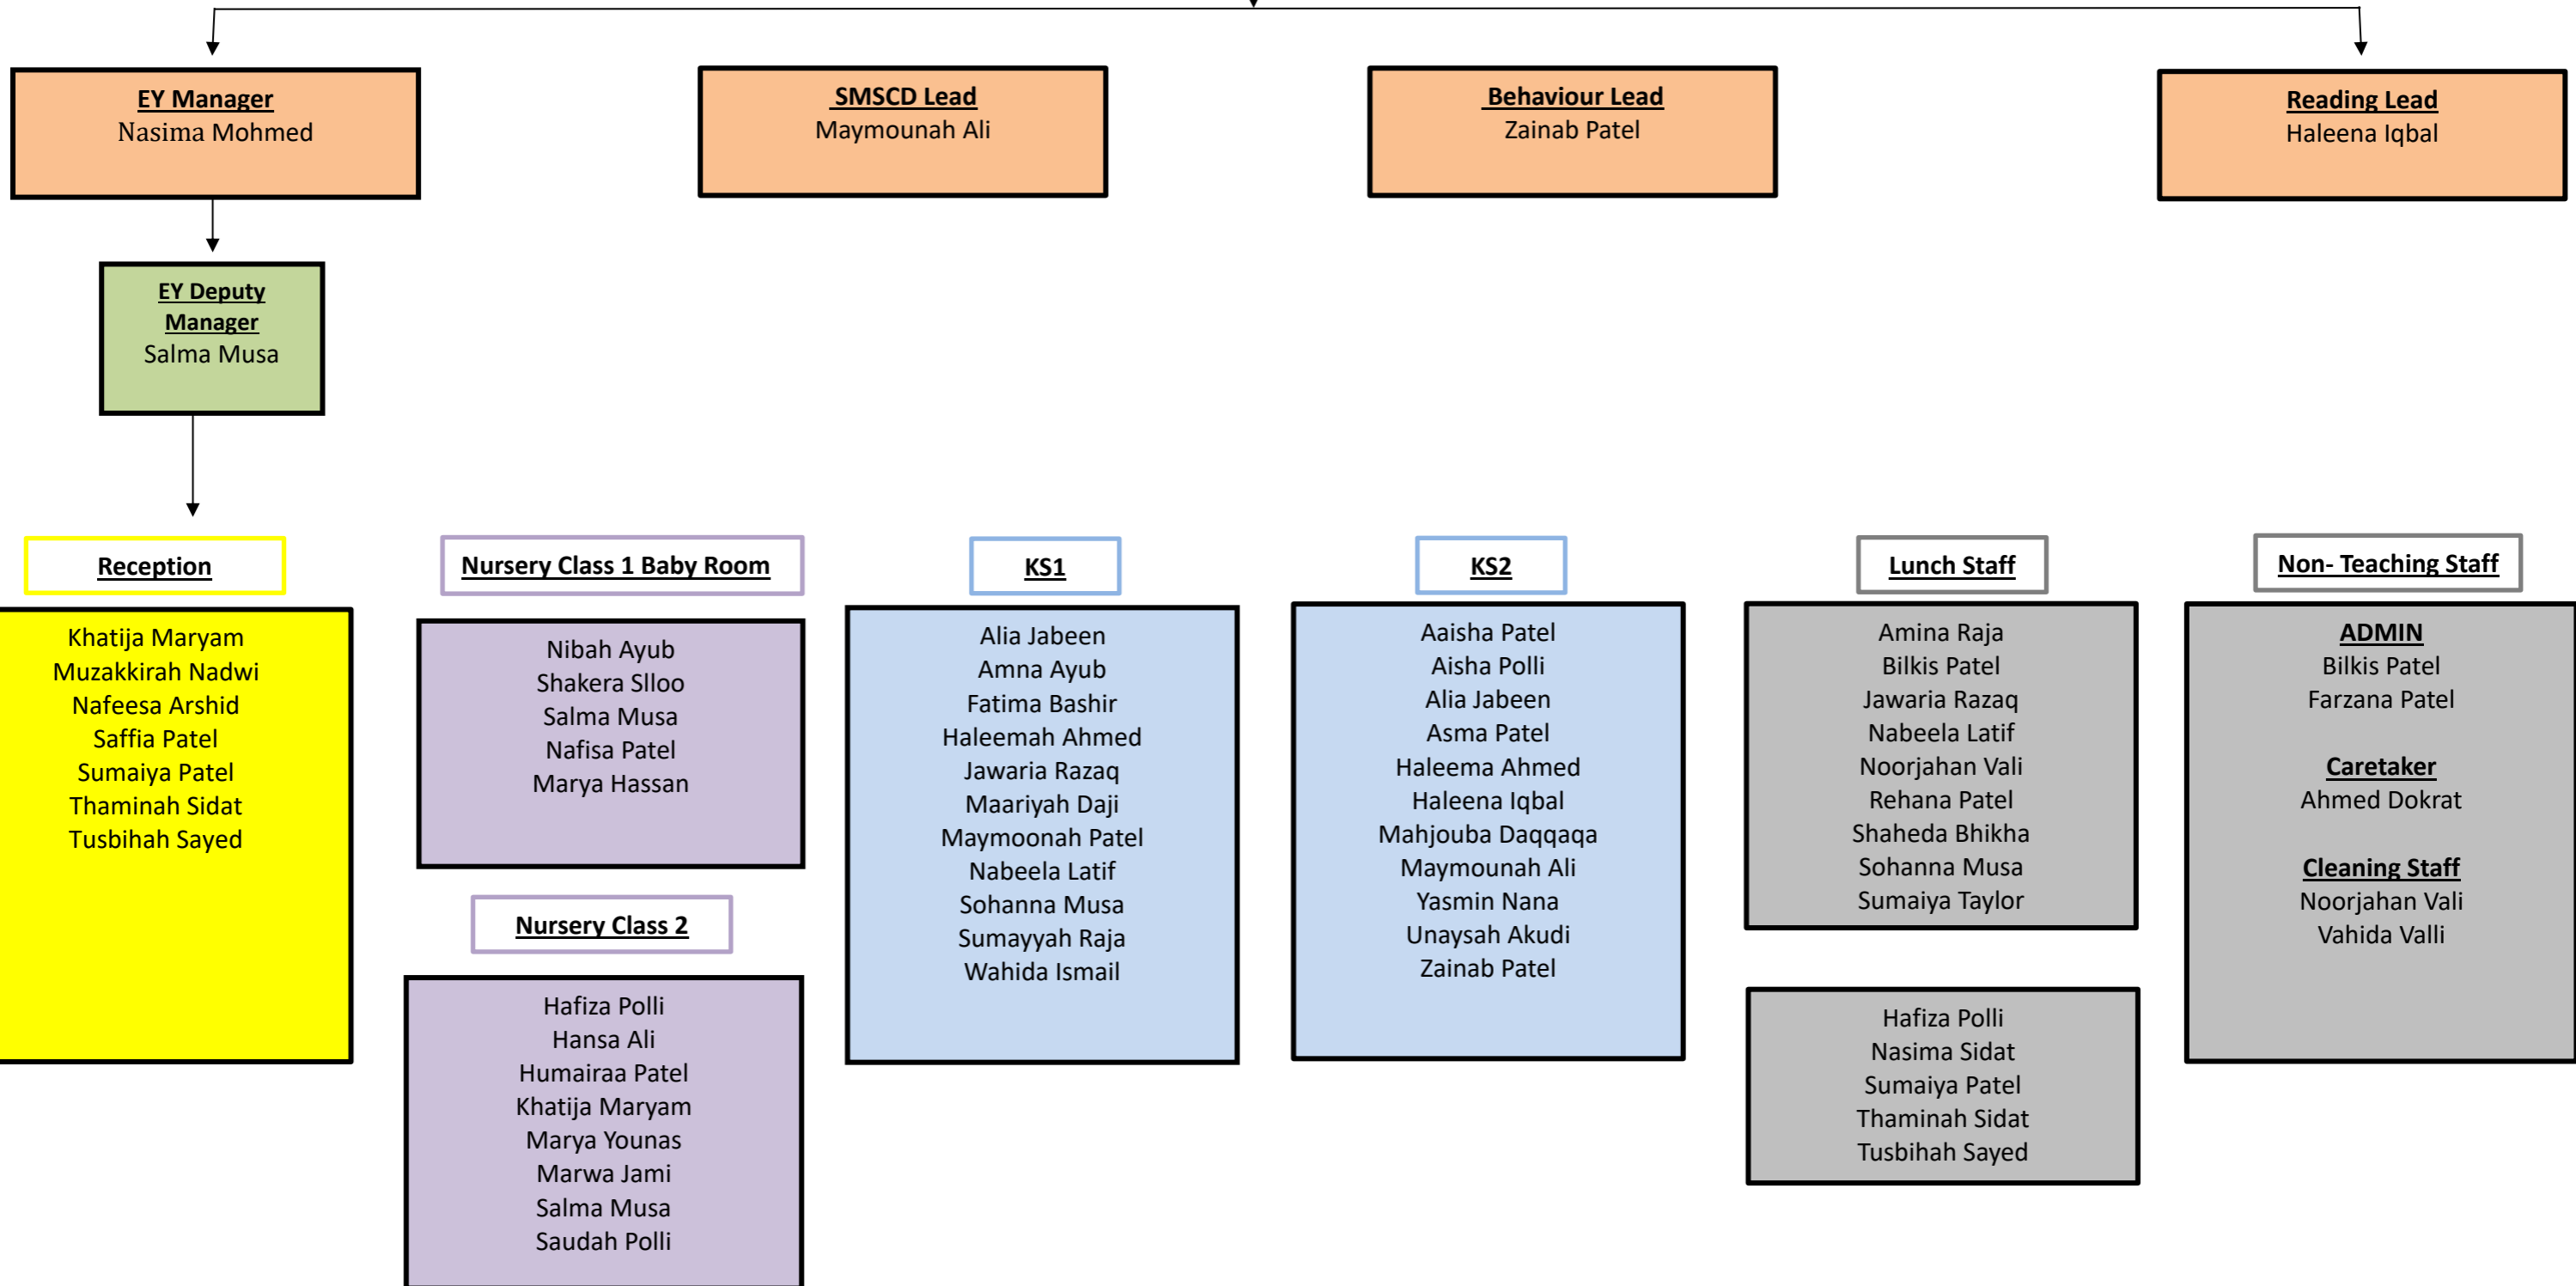 EY Manager
Nasima Mohmed
SMSCD Lead
Maymounah Ali
Behaviour Lead
Zainab Patel
Reading Lead
Haleena Iqbal
EY Deputy
Manager
Salma Musa
Reception
Khatija Maryam
Muzakkirah Nadwi
Nafeesa Arshid
Saffia Patel
Sumaiya Patel
Thaminah Sidat
Tusbihah Sayed
Nursery Class 1 Baby Room
Nibah Ayub
Shakera Slloo
Salma Musa
Nafisa Patel
Marya Hassan
Nursery Class 2
Hafiza Polli
Hansa Ali
Humairaa Patel
Khatija Maryam
Marya Younas
Marwa Jami
Salma Musa
Saudah Polli
KS1
Alia Jabeen
Amna Ayub
Fatima Bashir
Haleemah Ahmed
Jawaria Razaq
Maariyah Daji
Maymoonah Patel
Nabeela Latif
Sohanna Musa
Sumayyah Raja
Wahida Ismail
KS2
Aaisha Patel
Aisha Polli
Alia Jabeen
Asma Patel
Haleema Ahmed
Haleena Iqbal
Mahjouba Daqqaqa
Maymounah Ali
Yasmin Nana
Unaysah Akudi
Zainab Patel
Lunch Staff
Amina Raja
Bilkis Patel
Jawaria Razaq
Nabeela Latif
Noorjahan Vali
Rehana Patel
Shaheda Bhikha
Sohanna Musa
Sumaiya Taylor
Hafiza Polli
Nasima Sidat
Sumaiya Patel
Thaminah Sidat
Tusbihah Sayed
Non- Teaching Staff
ADMIN
Bilkis Patel
Farzana Patel
Caretaker
Ahmed Dokrat
Cleaning Staff
Noorjahan Vali
Vahida Valli